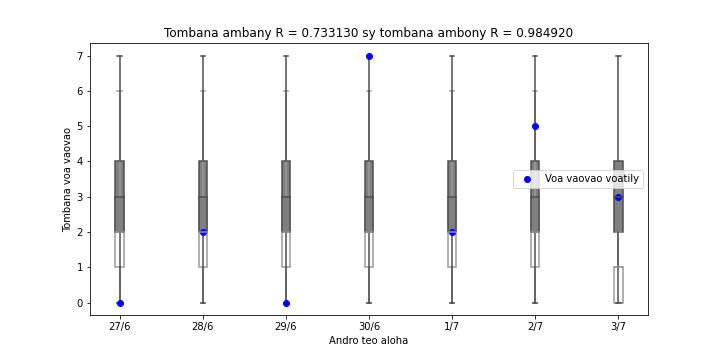 Tombana ambany R = 0.733130 sy tombana ambony R = 0.984920
Tombana voa vaovao
7
6
5
4
3
2
1
0
Voa vaovao voatily
27/6 28/6 29/6 30/6 1/7 2/7 3/7
Andro teo aloha